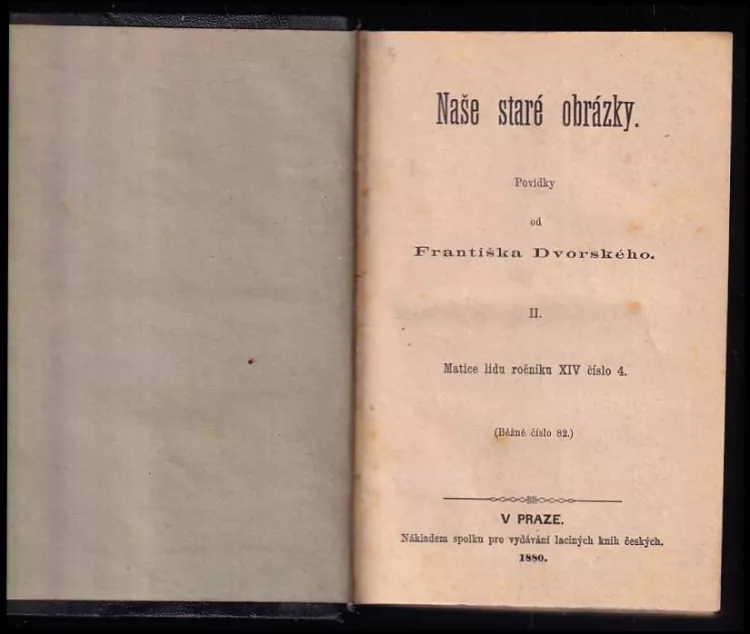 Naše staré obrázky.
Povídky
od
Františka Dvorského.
II.
Matice lidu ročníku XIV číslo 4.
(Běžné číslo 82.)
V PRAZE.
Nákladem spolku pro vydávání laciných knih českých.
1880.